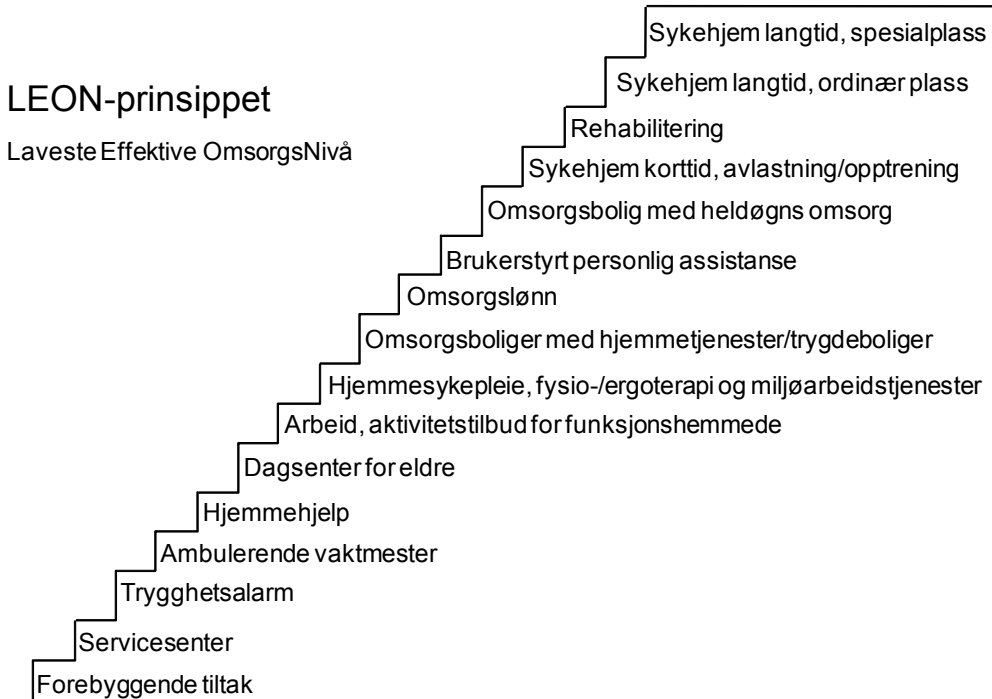 LEON-prinsippet
Laveste Effektive OmsorgsNivå
Sykehjem langtid, spesialplass
Sykehjem langtid, ordinær plass
Rehabilitering
Sykehjem korttid, avlastning/opptrening
Omsorgsbolig med heldøgns omsorg
Brukerstyrt personlig assistanse
Omsorgslønn
Omsorgsboliger med hjemmetjenester/trygdeboliger
Hjemmesykepleie, fysio-/ergoterapi og miljøarbeidstjenester
Arbeid, aktivitetstilbud for funksjonshemmede
Dagsenter for eldre
Hjemmehjelp
Ambulerende vaktmester
Trygghetsalarm
Servicesenter
Forebyggende tiltak